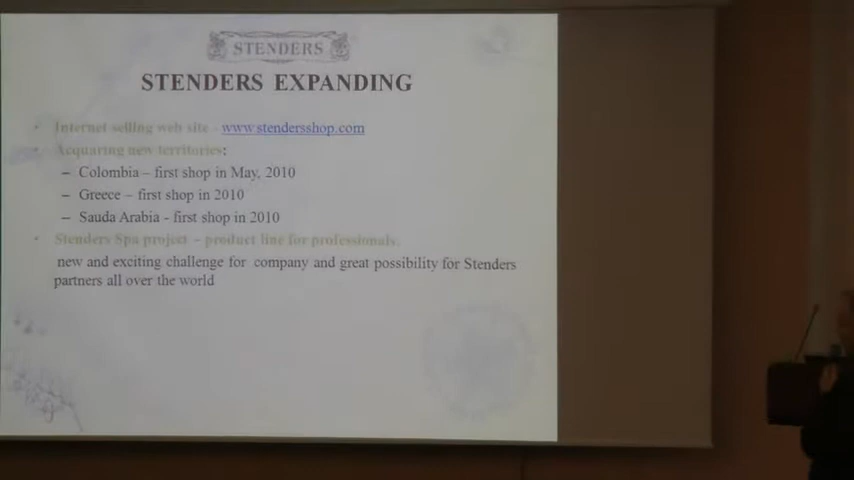 STENDERS
STENDERS EXPANDING
• Internet selling web site - www.stendersshop.com
• Acquaring new territories:
– Colombia – first shop in May, 2010
– Greece – first shop in 2010
– Sauda Arabia - first shop in 2010
• Stenders Spa project – product line for professionals.
new and exciting challenge for company and great possibility for Stenders
partners all over the world